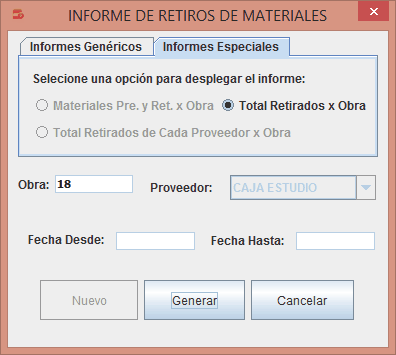 INFORME DE RETIROS DE MATERIALES
Informes Genéricos Informes Especiales
Selecione una opción para desplegar el informe:
Materiales Pre. y Ret. x Obra Total Retirados x Obra
Total Retirados de Cada Proveedor x Obra
Obra: 18 Proveedor: CAJA ESTUDIO
Fecha Desde: Fecha Hasta:
Nuevo Generar Cancelar